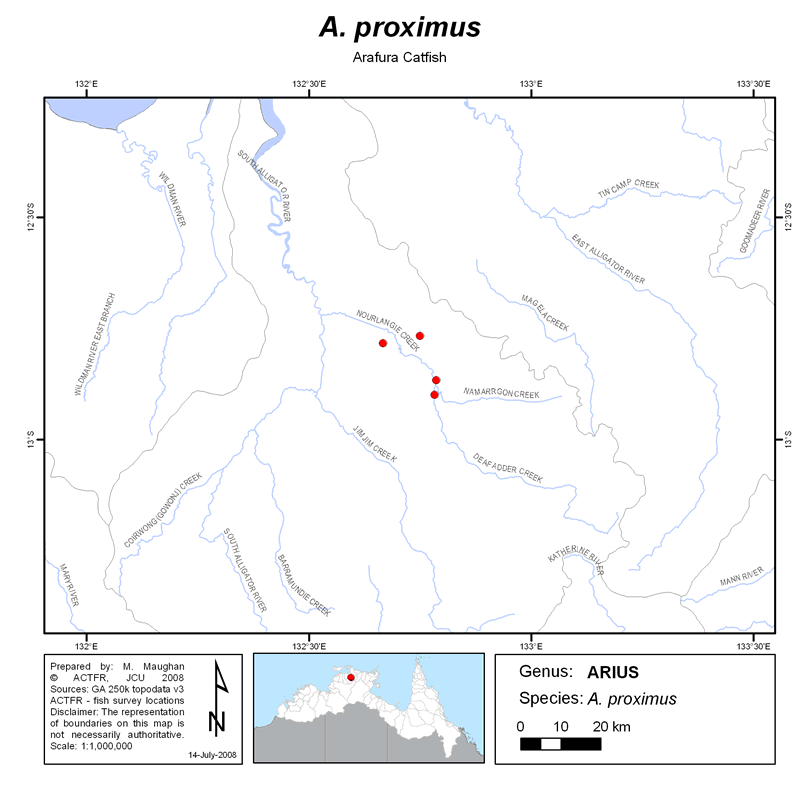 A. proximus
Arafura Catfish
132°E
132°30'E
133°E
133°30'E
12°30'S
12°30'S
13°S
13°S
WILDMAN RIVER
SOUTH ALLIGATOR RIVER
TIN CAMP CREEK
GOOMADEER RIVER
EAST ALLIGATOR RIVER
WILDMAN RIVER EAST BRANCH
NOURLANGIE CREEK
MAGELA CREEK
NAMARRGON CREEK
JIM JIM CREEK
DEAF ADDER CREEK
COIRWONG (GOWONJ) CREEK
SOUTH ALLIGATOR RIVER
BARRAMUNDIE CREEK
KATHERINE RIVER
MARY RIVER
MANN RIVER
132°E
132°30'E
133°E
133°30'E
Prepared by: M. Maughan
© ACTFR, JCU 2008
Sources: GA 250k topodata v3
ACTFR - fish survey locations
Disclaimer: The representation
of boundaries on this map is
not necessarily authoritative.
Scale: 1:1,000,000
N
14-July-2008
Genus: ARIUS
Species: A. proximus
0 10 20 km